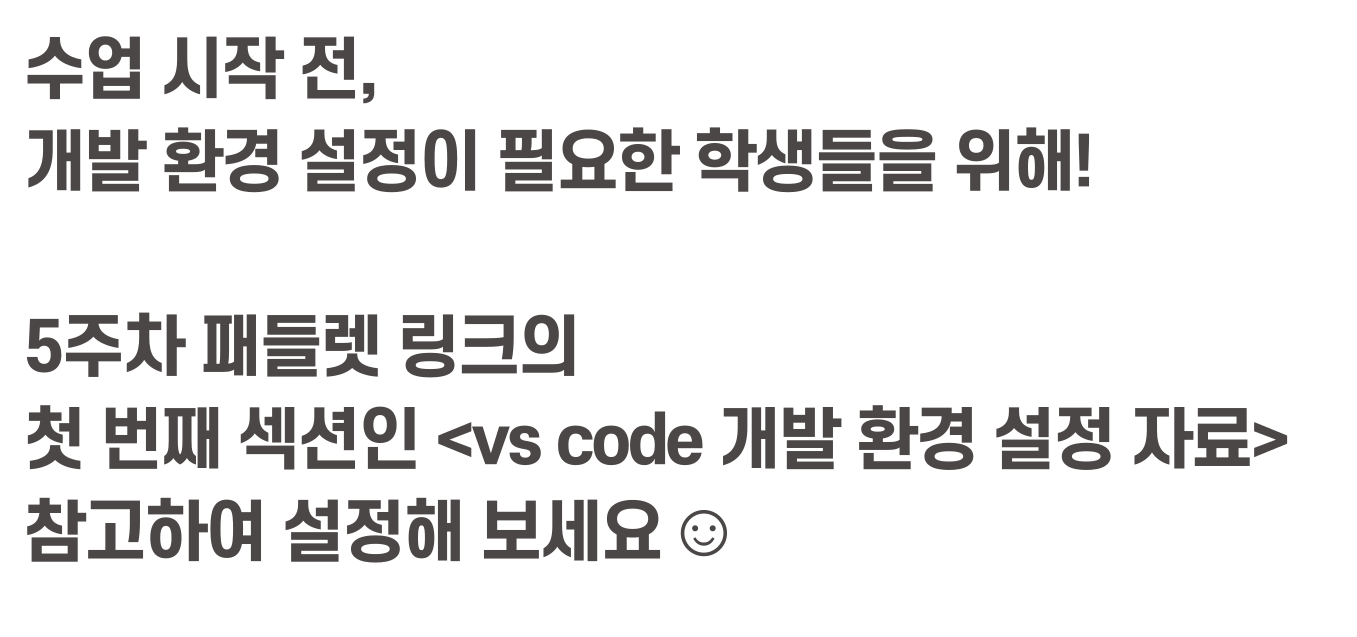 수업 시작 전,
개발 환경 설정이 필요한 학생들을 위해!
5주차 패들렛 링크의
첫 번째 섹션인 <vs code 개발 환경 설정 자료>
참고하여 설정해 보세요 ☺